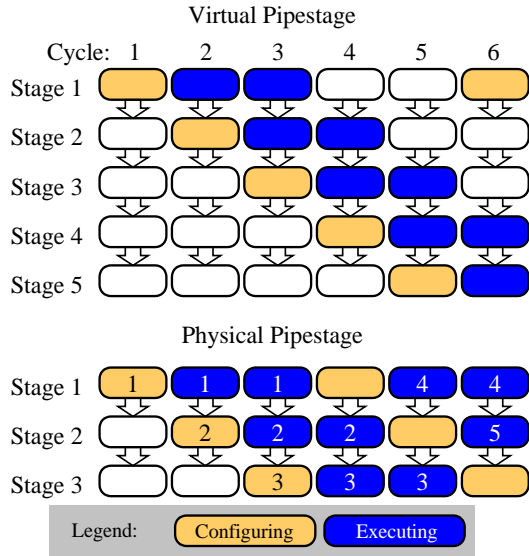 Virtual Pipestage
Cycle: 1 2 3 4 5 6
Stage 1
Stage 2
Stage 3
Stage 4
Stage 5
Physical Pipestage
Stage 1 1 1 1 4 4
Stage 2 2 2 2 5
Stage 3 3 3 3
Legend: Configuring Executing